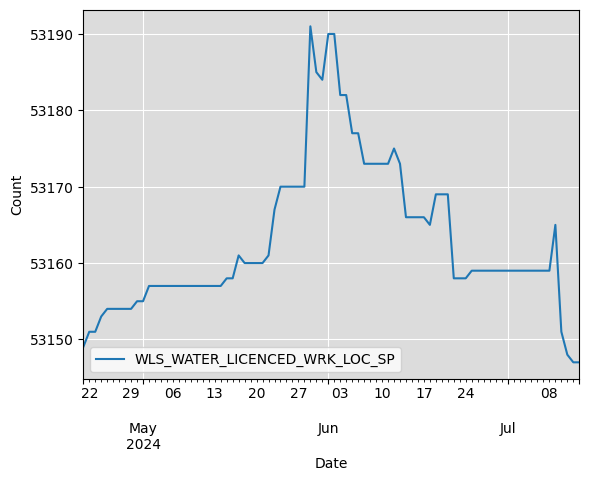 53190
53180
53170
53160
53150
Count
WLS_WATER_LICENCED_WRK_LOC_SP
22 29 06 13 20 27 03 10 17 24 08
May Jun Jul
2024
Date